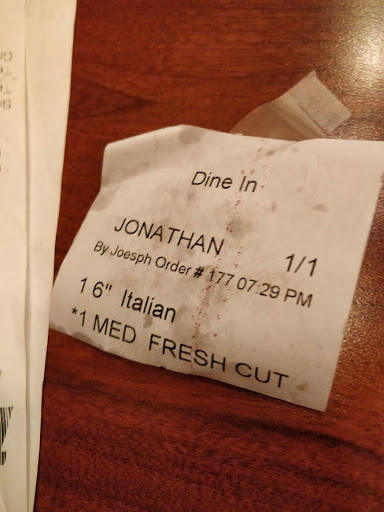 Dine In
JONATHAN 1/1
By Joesph Order # 177 07:29 PM
1 6" Italian
*1 MED FRESH CUT